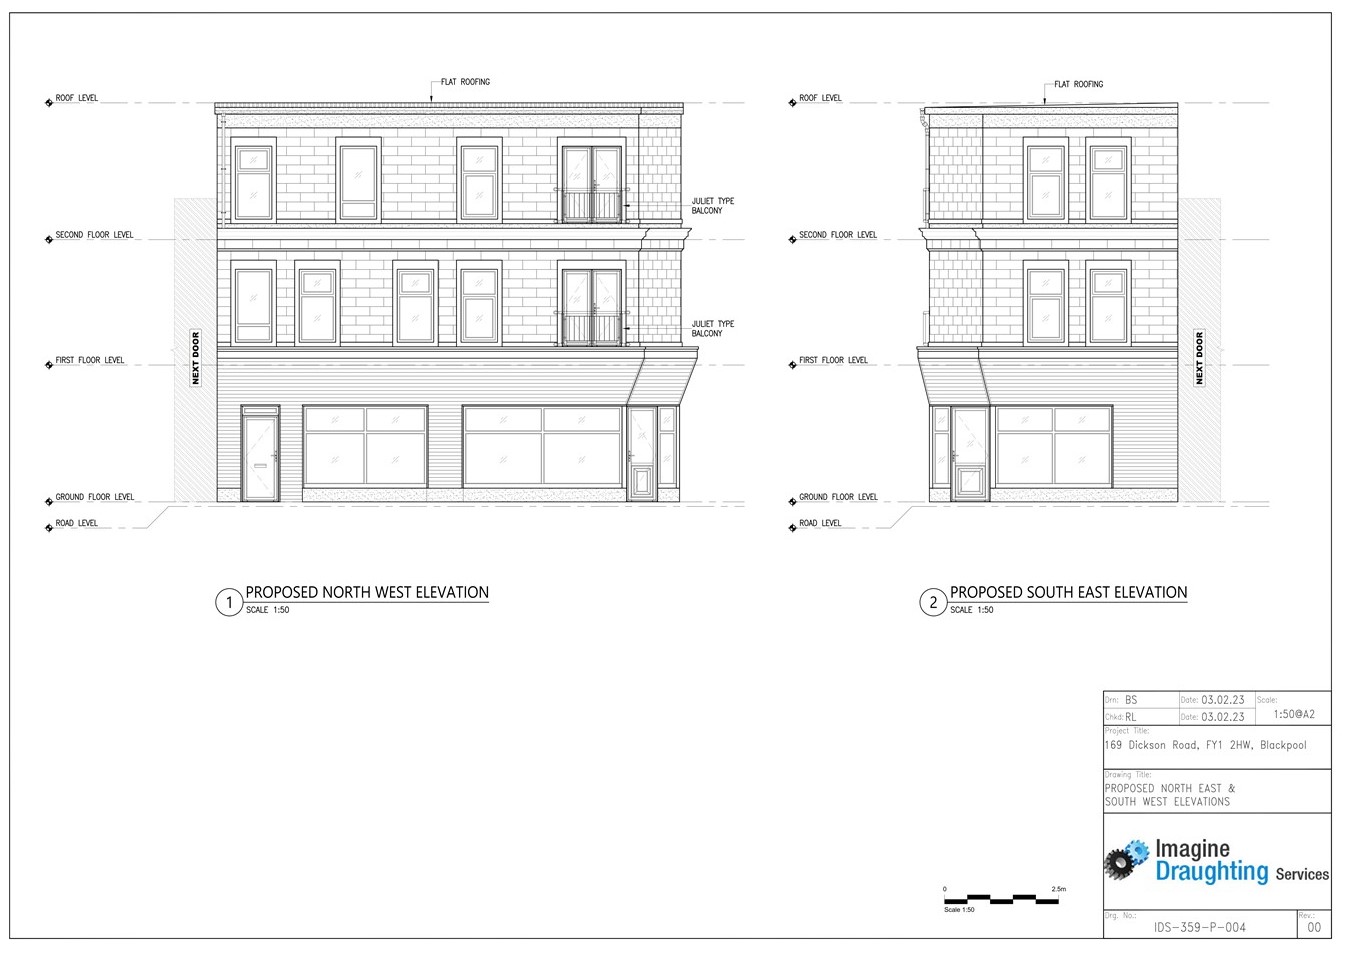 FLAT ROOFING
ROOF LEVEL
JULIET TYPE
BALCONY
SECOND FLOOR LEVEL
JULIET TYPE
BALCONY
NEXT DOOR
FIRST FLOOR LEVEL
GROUND FLOOR LEVEL
ROAD LEVEL
1 PROPOSED NORTH WEST ELEVATION
SCALE 1:50
FLAT ROOFING
ROOF LEVEL
SECOND FLOOR LEVEL
NEXT DOOR
FIRST FLOOR LEVEL
GROUND FLOOR LEVEL
ROAD LEVEL
2 PROPOSED SOUTH EAST ELEVATION
SCALE 1:50
0 2.5m
Scale 1:50
Drn: BS Date: 03.02.23 Scale:
Chkd: RL Date: 03.02.23 1:50@A2
Project Title:
169 Dickson Road, FY1 2HW, Blackpool
Drawing Title:
PROPOSED NORTH EAST &
SOUTH WEST ELEVATIONS
Imagine
Draughting Services
Drg. No.: Rev.:
IDS-359-P-004 00